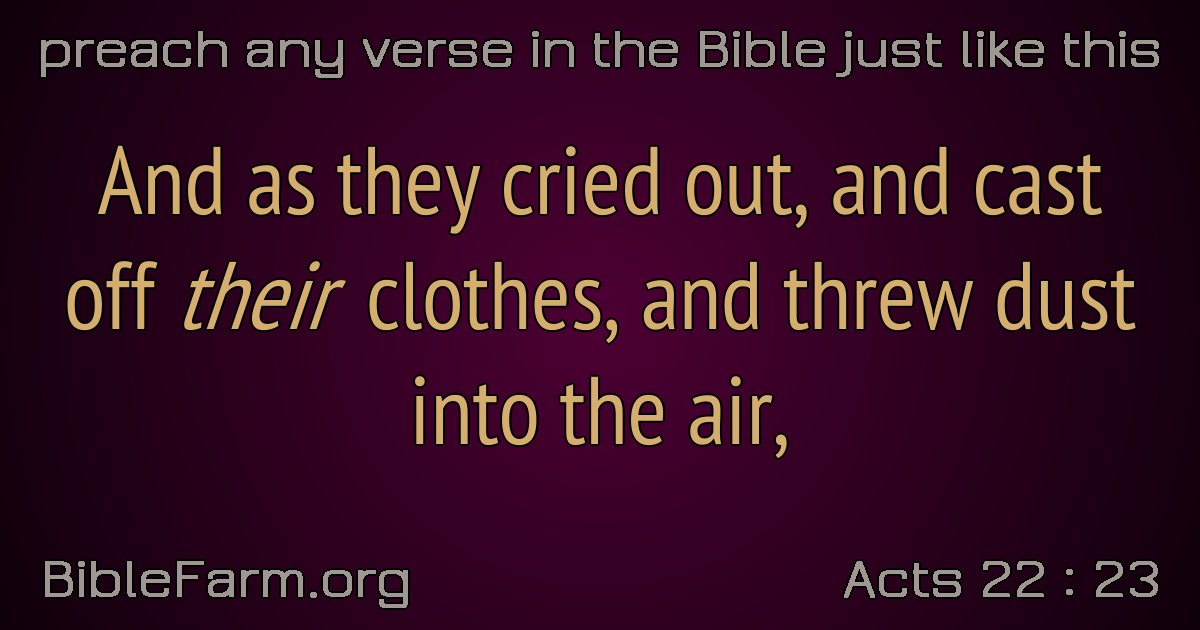 preach any verse in the Bible just like this
And as they cried out, and cast
off their clothes, and threw dust
into the air,
BibleFarm.org
Acts 22 : 23